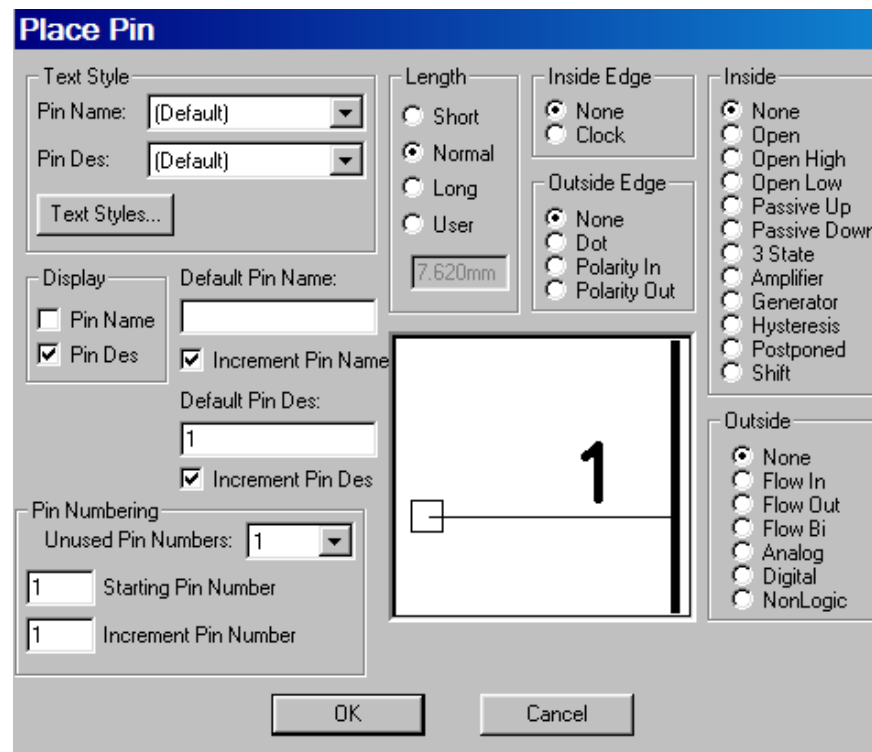 Place Pin
Text Style
Pin Name: (Default)
Pin Des: (Default)
Text Styles...
Length
Short
Normal
Long
User
7.620mm
Inside Edge
None
Clock
Outside Edge
None
Dot
Polarity In
Polarity Out
Inside
None
Open
Open High
Open Low
Passive Up
Passive Down
3 State
Amplifier
Generator
Hysteresis
Postponed
Shift
Display
Pin Name
Pin Des
Default Pin Name:
Increment Pin Name
Default Pin Des:
1
Increment Pin Des
1
Outside
None
Flow In
Flow Out
Flow Bi
Analog
Digital
NonLogic
Pin Numbering
Unused Pin Numbers: 1
1 Starting Pin Number
1 Increment Pin Number
OK
Cancel